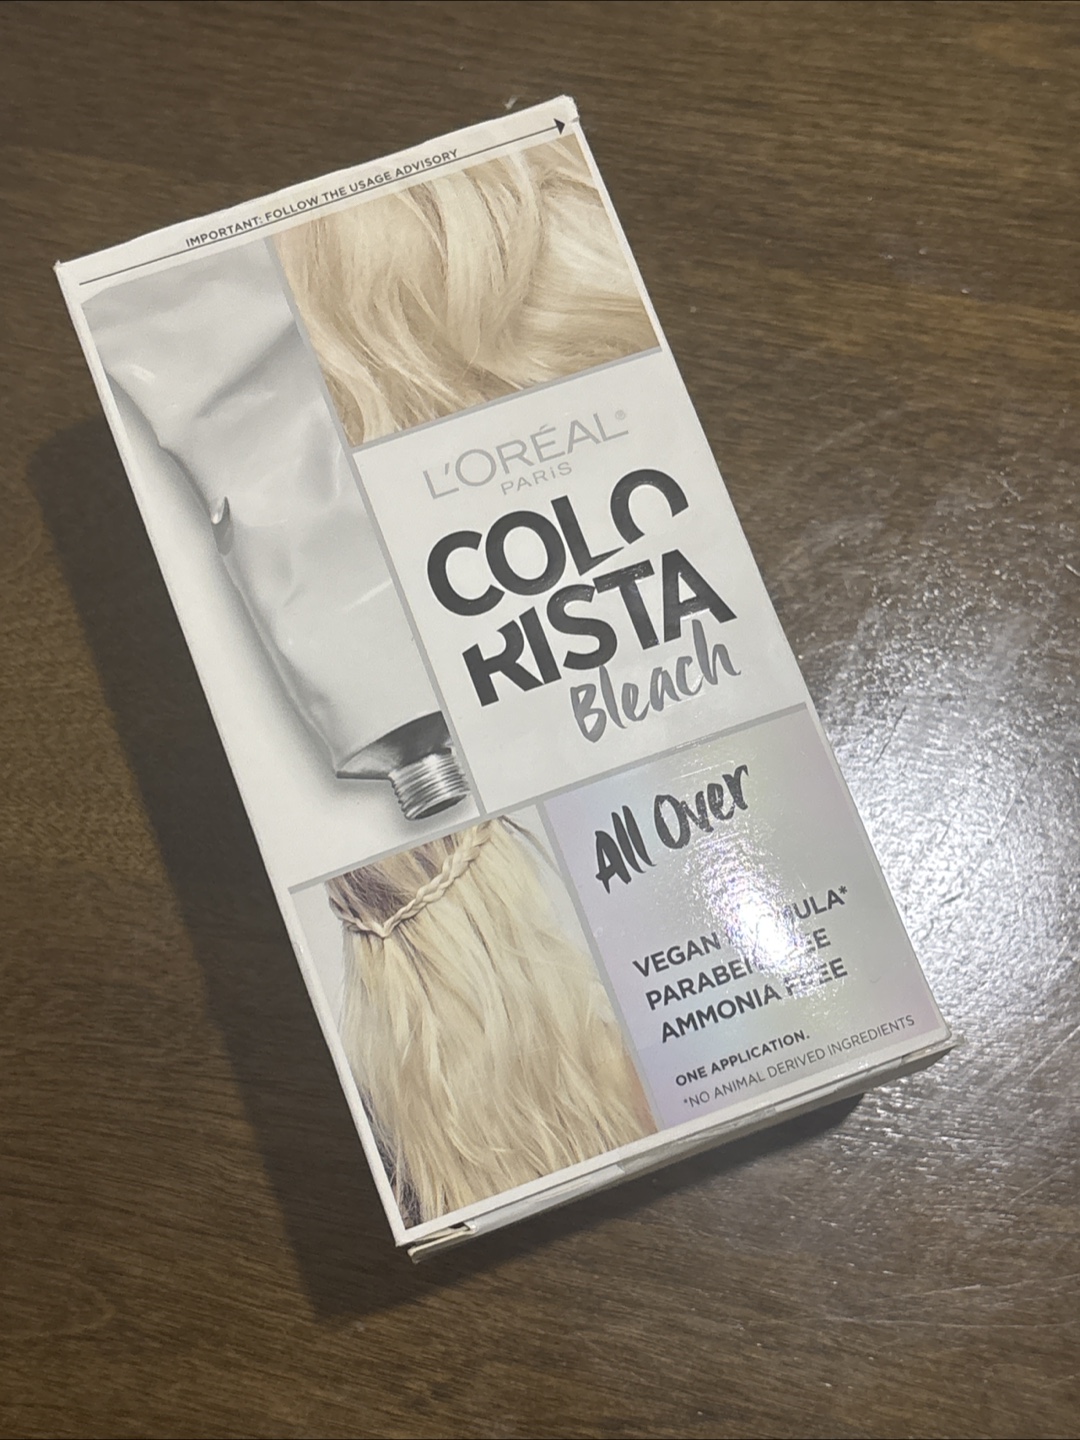 IMPORTANT: FOLLOW THE USAGE ADVISORY
L'ORÉAL®
PARiS
COLO
RISTA
Bleach
All Over
VEGAN
AMMONIA FREE
ONE APPLICATION.
*NO ANIMAL DERIVED INGREDIENTS